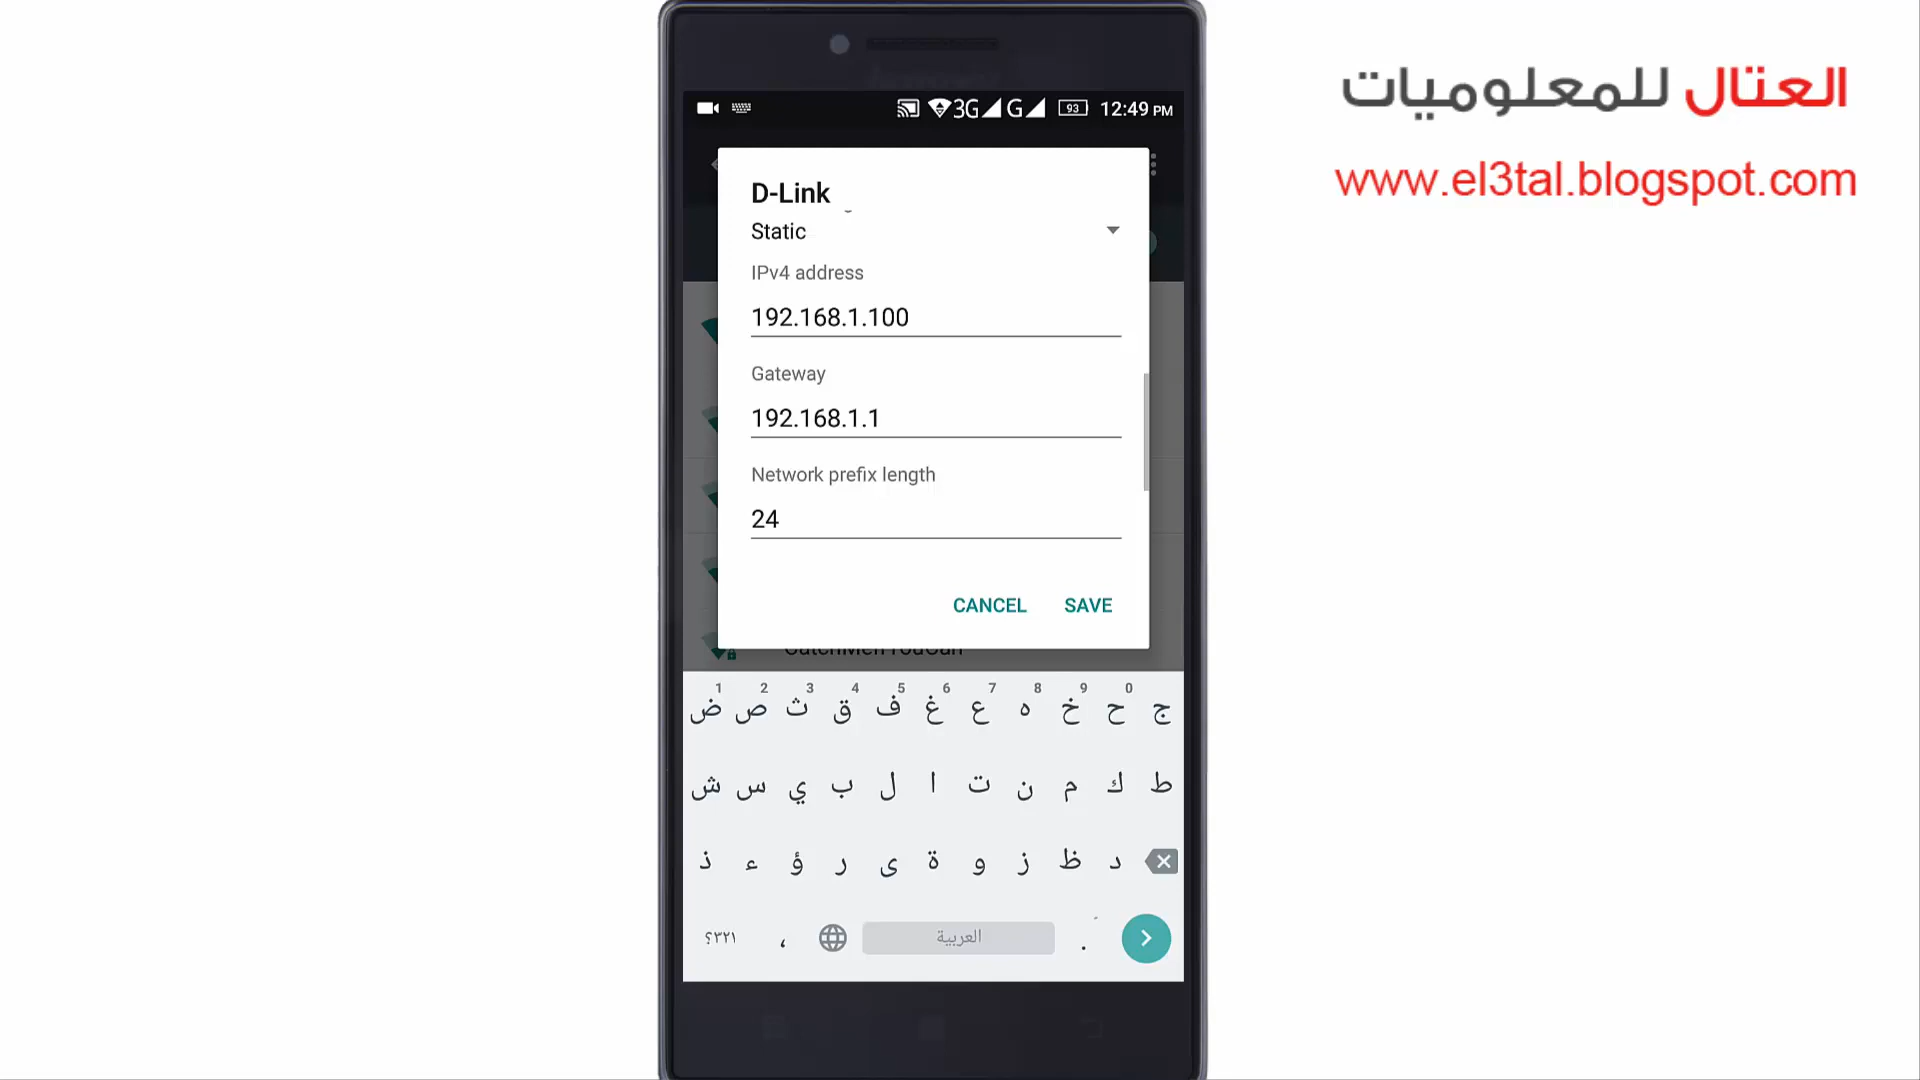 العتال للمعلوميات
www.el3tal.blogspot.com
3G G 93 12:49 PM
D-Link
Static
IPv4 address
192.168.1.100
Gateway
192.168.1.1
Network prefix length
24
CANCEL SAVE
1 2 3 4 5 6 7 8 9 0
ض ص ث ق ف غ ع ه خ ح ج
ش س ي ب ل ا ت ن م ك ط
ذ ء ؤ ر ى ة و ز ظ د
؟٣٢١ ، العربية .